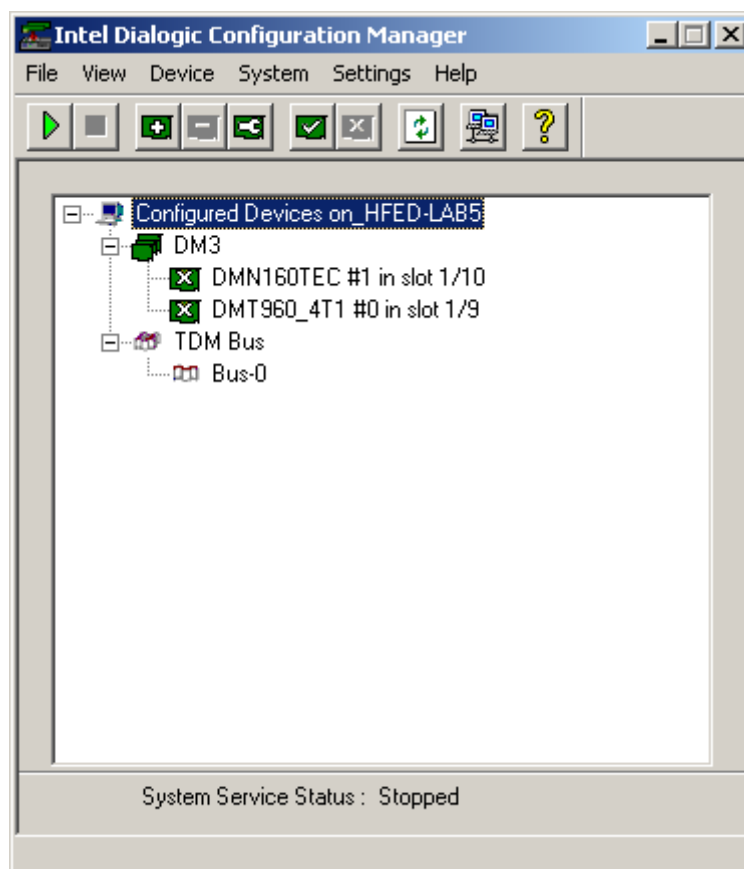 Intel Dialogic Configuration Manager
File View Device System Settings Help
Configured Devices on_HFED-LAB5
DM3
DMN160TEC #1 in slot 1/10
DMT960_4T1 #0 in slot 1/9
TDM Bus
Bus-0
System Service Status : Stopped